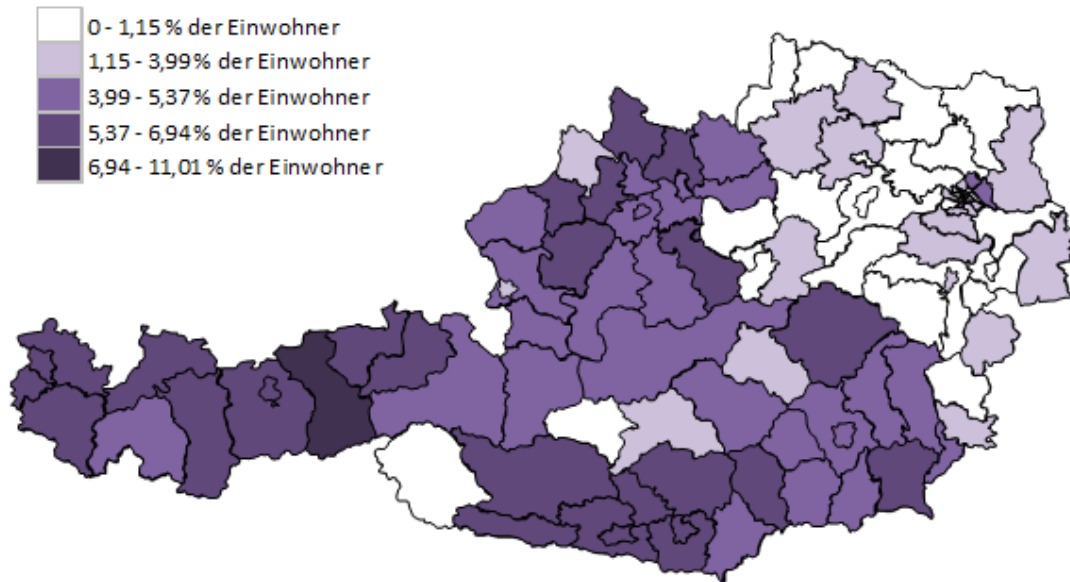 0 - 1,15 % der Einwohner
1,15 - 3,99 % der Einwohner
3,99 - 5,37 % der Einwohner
5,37 - 6,94 % der Einwohner
6,94 - 11,01 % der Einwohner